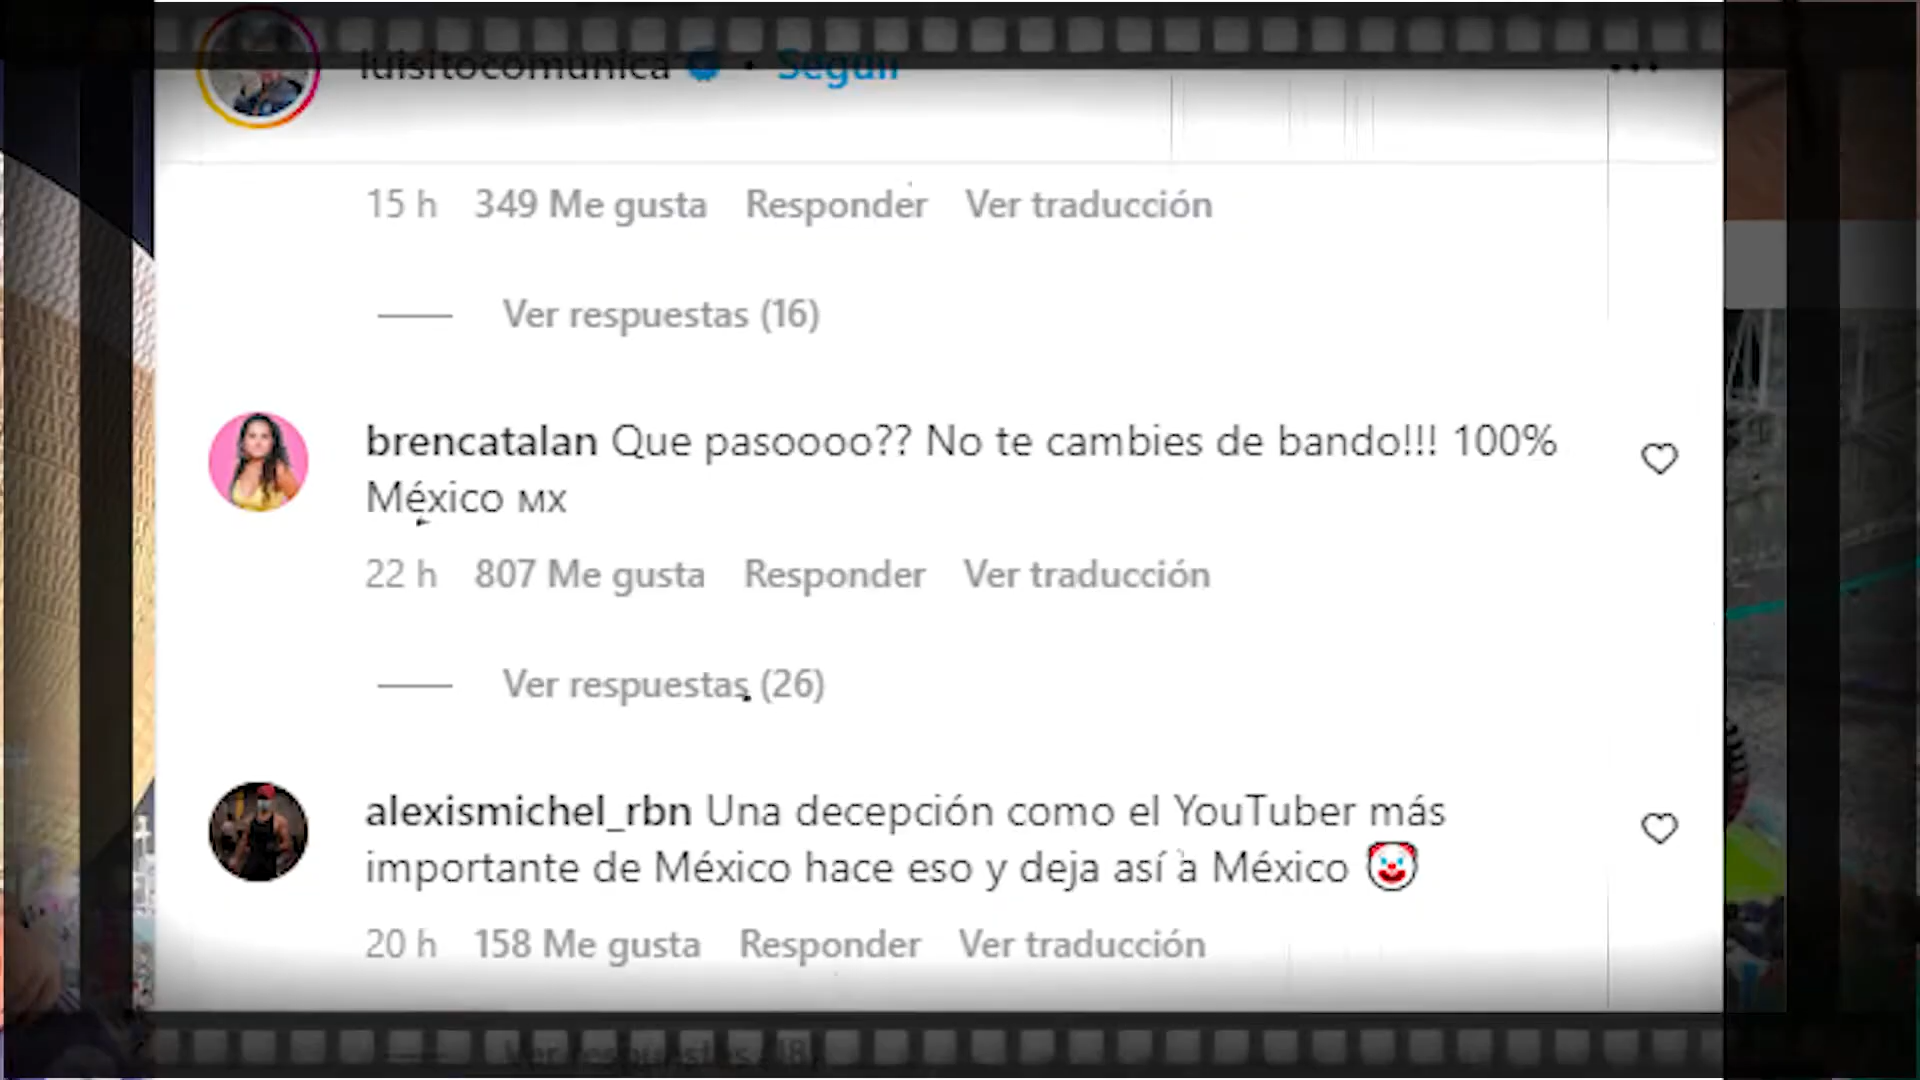 luisitocomunica • Seguir
15 h 349 Me gusta Responder Ver traducción
Ver respuestas (16)
brencatalan Que pasoooo?? No te cambies de bando!!! 100%
México MX
22 h 807 Me gusta Responder Ver traducción
Ver respuestas (26)
alexismichel_rbn Una decepción como el YouTuber más
importante de México hace eso y deja así a México 🤡
20 h 158 Me gusta Responder Ver traducción
Ver respuestas